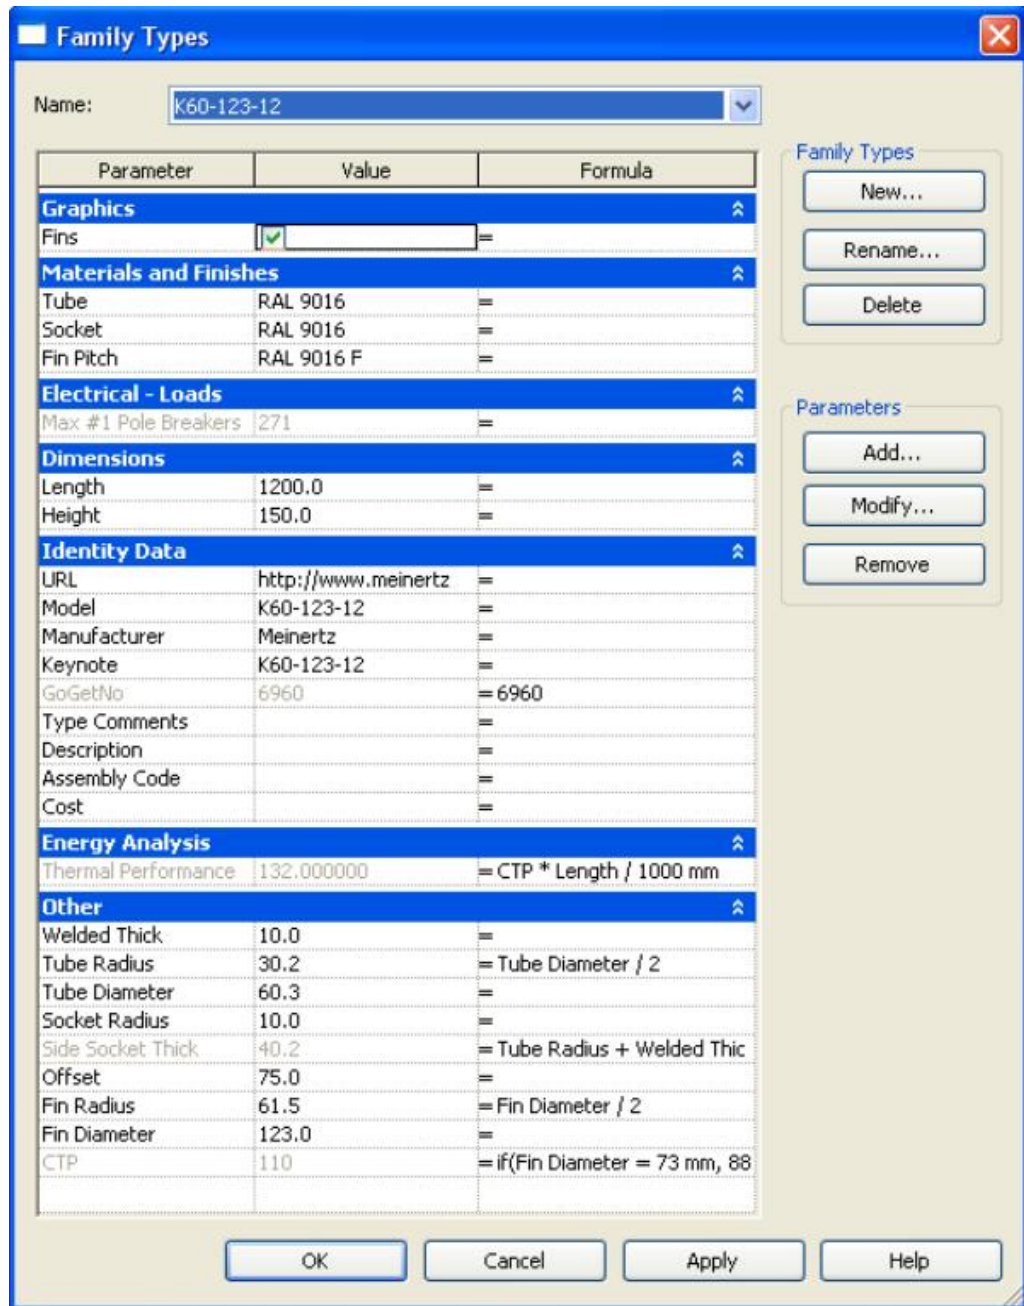 Family Types
Name: K60-123-12
Parameter Value Formula
Graphics
Fins =
Materials and Finishes
Tube RAL 9016 =
Socket RAL 9016 =
Fin Pitch RAL 9016 F =
Electrical - Loads
Max #1 Pole Breakers 271 =
Dimensions
Length 1200.0 =
Height 150.0 =
Identity Data
URL http://www.meinertz =
Model K60-123-12 =
Manufacturer Meinertz =
Keynote K60-123-12 =
GoGetNo 6960 = 6960
Type Comments =
Description =
Assembly Code =
Cost =
Energy Analysis
Thermal Performance 132.000000 = CTP * Length / 1000 mm
Other
Welded Thick 10.0 =
Tube Radius 30.2 = Tube Diameter / 2
Tube Diameter 60.3 =
Socket Radius 10.0 =
Side Socket Thick 40.2 = Tube Radius + Welded Thic
Offset 75.0 =
Fin Radius 61.5 = Fin Diameter / 2
Fin Diameter 123.0 =
CTP 110 = if(Fin Diameter = 73 mm, 88
Family Types
New...
Rename...
Delete
Parameters
Add...
Modify...
Remove
OK Cancel Apply Help